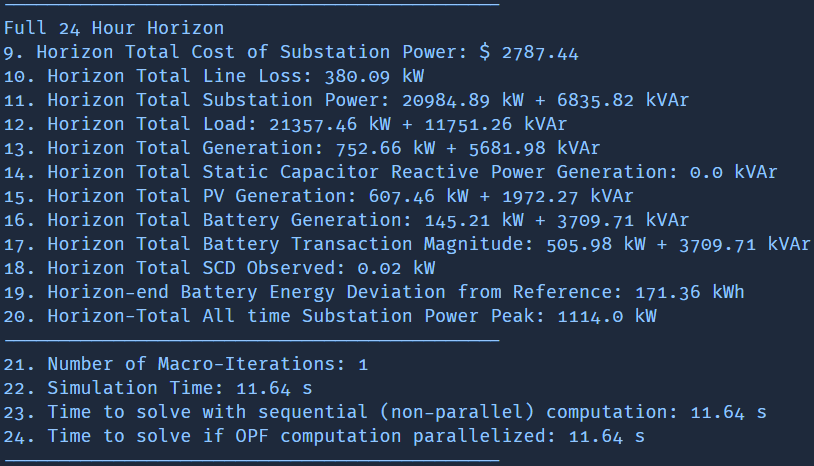 Full 24 Hour Horizon
9. Horizon Total Cost of Substation Power: $ 2787.44
10. Horizon Total Line Loss: 380.09 kW
11. Horizon Total Substation Power: 20984.89 kW + 6835.82 kVAr
12. Horizon Total Load: 21357.46 kW + 11751.26 kVAr
13. Horizon Total Generation: 752.66 kW + 5681.98 kVAr
14. Horizon Total Static Capacitor Reactive Power Generation: 0.0 kVAr
15. Horizon Total PV Generation: 607.46 kW + 1972.27 kVAr
16. Horizon Total Battery Generation: 145.21 kW + 3709.71 kVAr
17. Horizon Total Battery Transaction Magnitude: 505.98 kW + 3709.71 kVAr
18. Horizon Total SCD Observed: 0.02 kW
19. Horizon-end Battery Energy Deviation from Reference: 171.36 kWh
20. Horizon-Total All time Substation Power Peak: 1114.0 kW
21. Number of Macro-Iterations: 1
22. Simulation Time: 11.64 s
23. Time to solve with sequential (non-parallel) computation: 11.64 s
24. Time to solve if OPF computation parallelized: 11.64 s